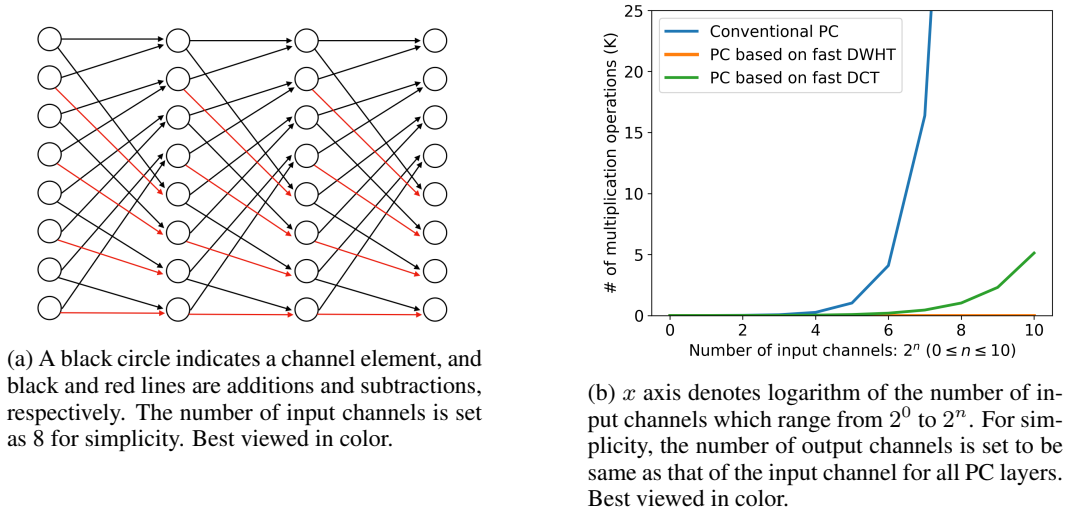 25
20
15
10
5
0
# of multiplication operations (K)
Conventional PC
PC based on fast DWHT
PC based on fast DCT
0 2 4 6 8 10
Number of input channels: 2ⁿ (0 ≤ n ≤ 10)
(a) A black circle indicates a channel element, and
black and red lines are additions and subtractions,
respectively. The number of input channels is set
as 8 for simplicity. Best viewed in color.
(b) x axis denotes logarithm of the number of in-
put channels which range from 2⁰ to 2ⁿ. For sim-
plicity, the number of output channels is set to be
same as that of the input channel for all PC layers.
Best viewed in color.